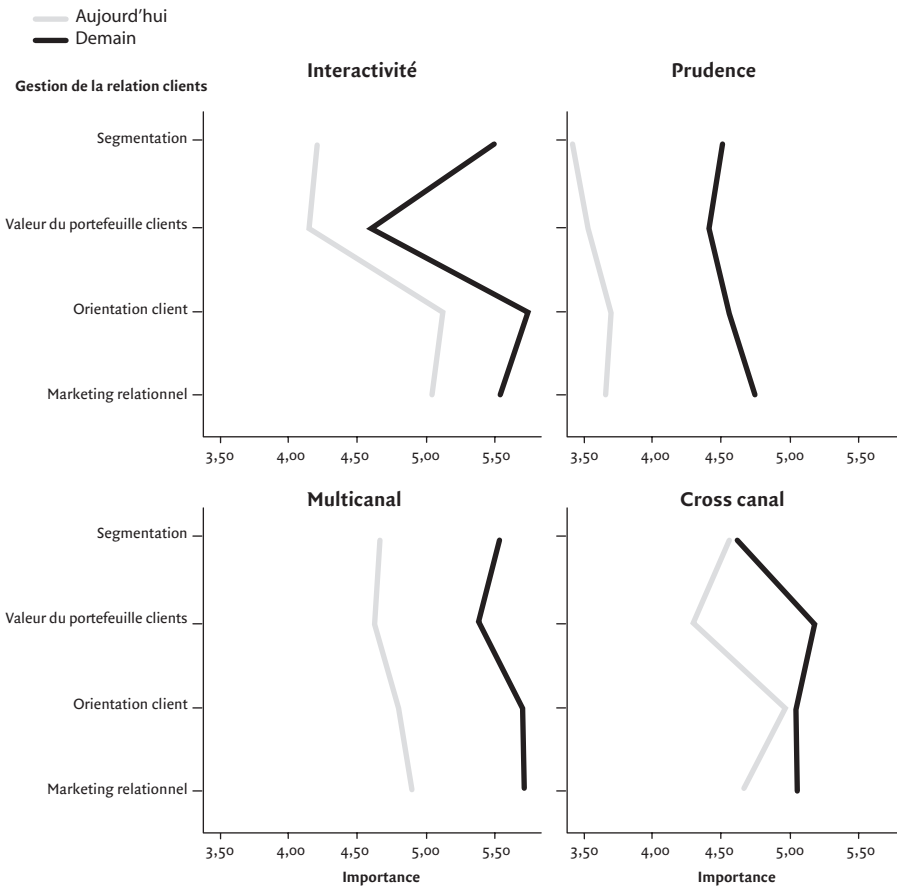 Aujourd'hui
Demain
Interactivité
Prudence
Gestion de la relation clients
Segmentation
Valeur du portefeuille clients
Orientation client
Marketing relationnel
3,50 4,00 4,50 5,00 5,50
3,50 4,00 4,50 5,00 5,50
Multicanal
Cross canal
Segmentation
Valeur du portefeuille clients
Orientation client
Marketing relationnel
3,50 4,00 4,50 5,00 5,50
3,50 4,00 4,50 5,00 5,50
Importance
Importance